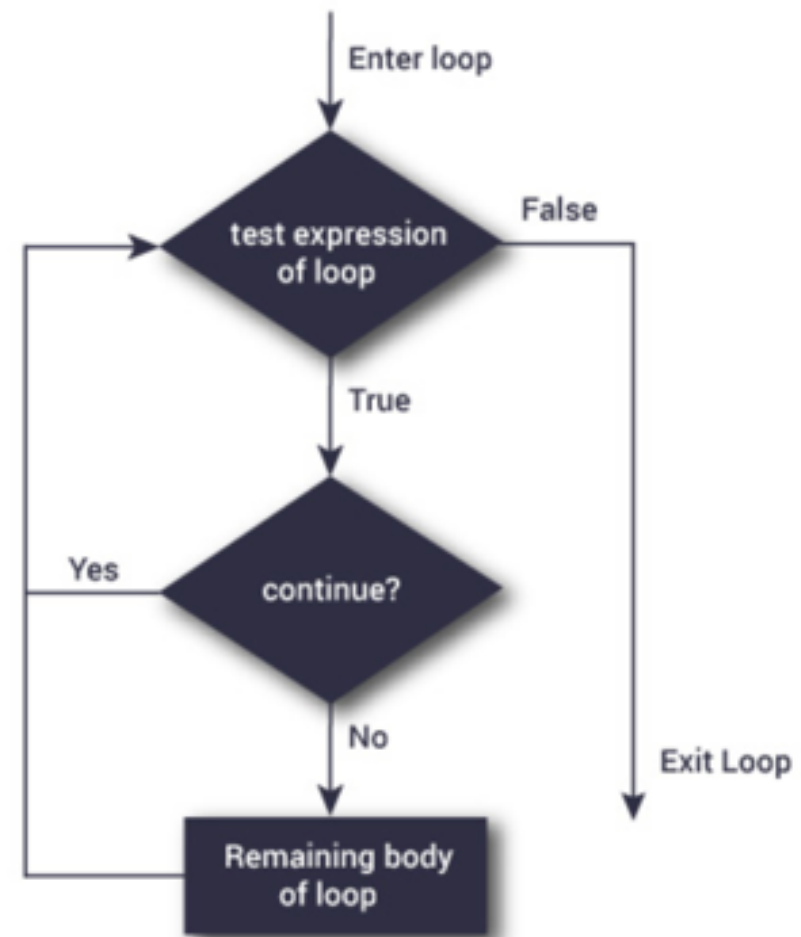 Enter loop
False
test expression
of loop
True
Yes
continue?
No
Exit Loop
Remaining body
of loop